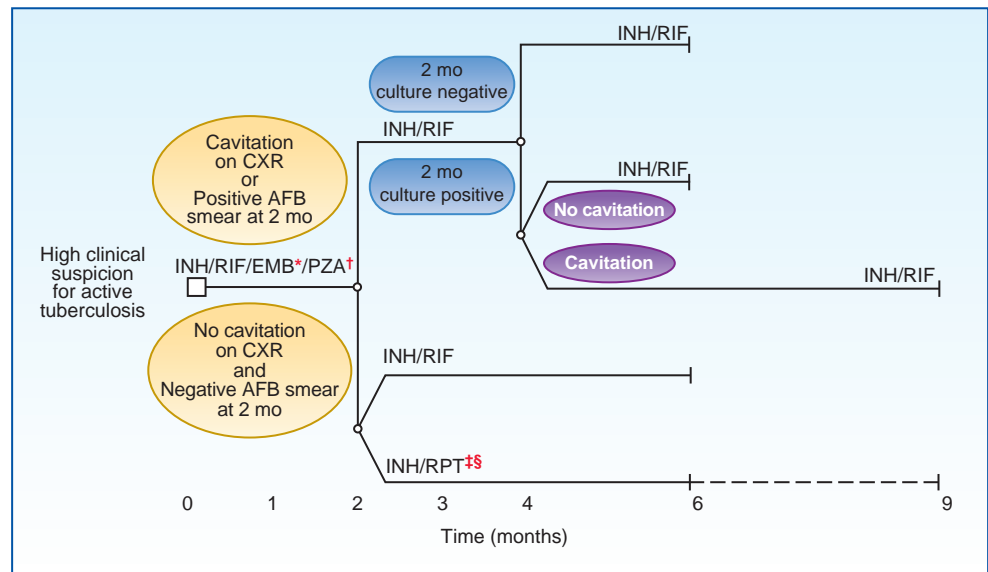 INH/RIF
2 mo
culture negative
INH/RIF
Cavitation
on CXR
or
Positive AFB
smear at 2 mo
2 mo
culture positive
INH/RIF
No cavitation
Cavitation
INH/RIF
High clinical
suspicion
for active
tuberculosis
INH/RIF/EMB*/PZA†
No cavitation
on CXR
and
Negative AFB smear
at 2 mo
INH/RIF
INH/RPT‡§
0 1 2 3 4 6 9
Time (months)